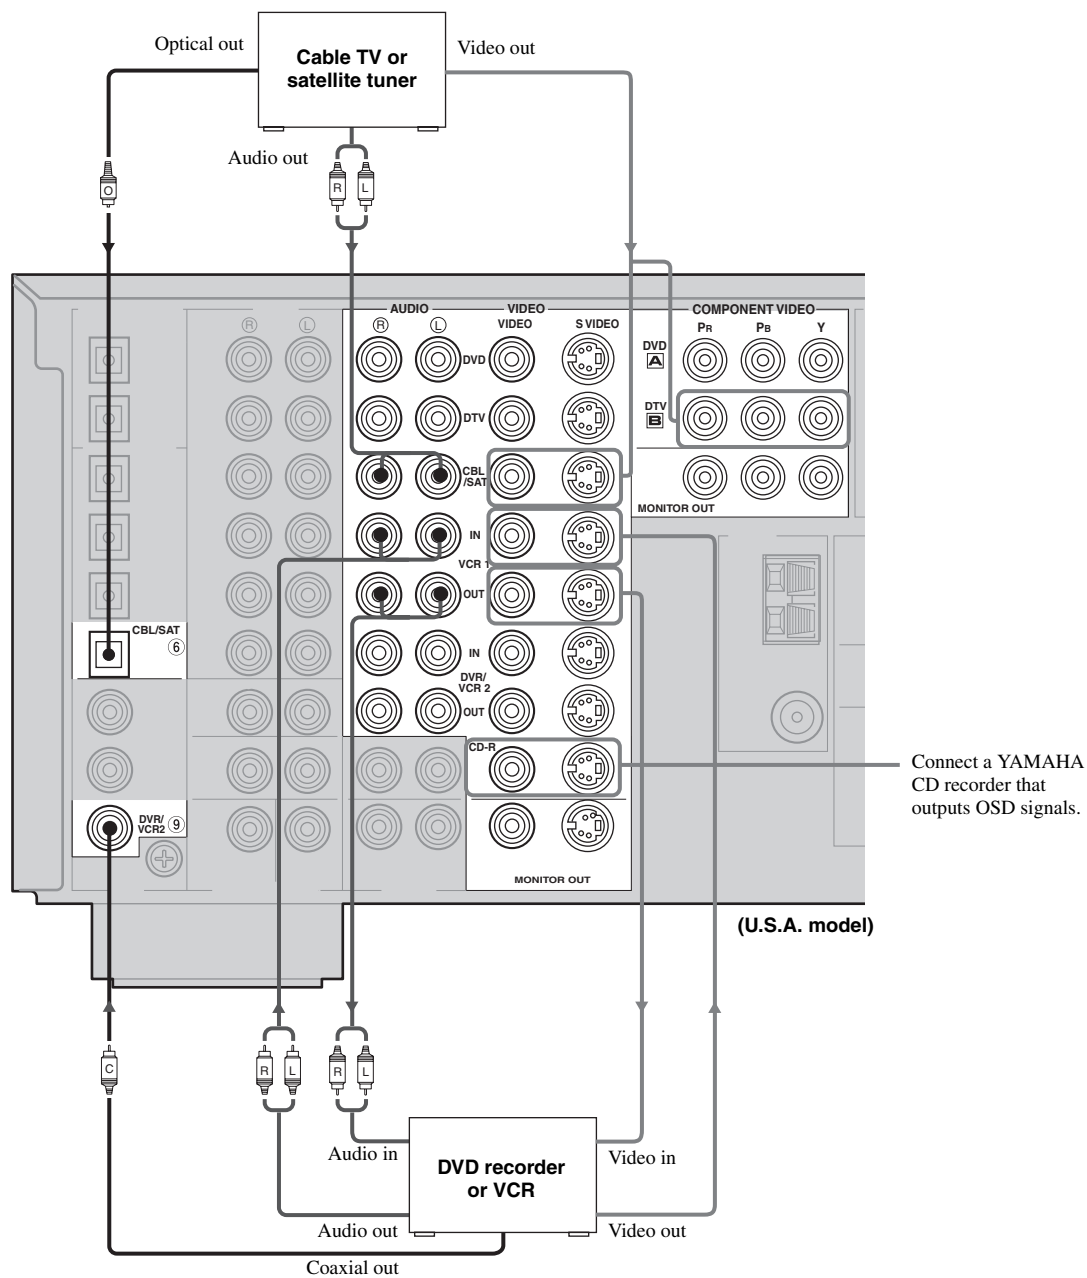 Optical out
Cable TV or
satellite tuner
Video out
Audio out
O
R L
AUDIO VIDEO COMPONENT VIDEO
R L R L VIDEO S VIDEO PR PB Y
DVD
DVD
A
DTV
DTV
B
CBL
/SAT
MONITOR OUT
IN
VCR 1
OUT
CBL/SAT
6
IN
DVR/
VCR 2
OUT
CD-R
Connect a YAMAHA
CD recorder that
outputs OSD signals.
DVR/
VCR2
9
MONITOR OUT
(U.S.A. model)
C
R L R L
Audio in
DVD recorder
or VCR
Video in
Audio out
Video out
Coaxial out